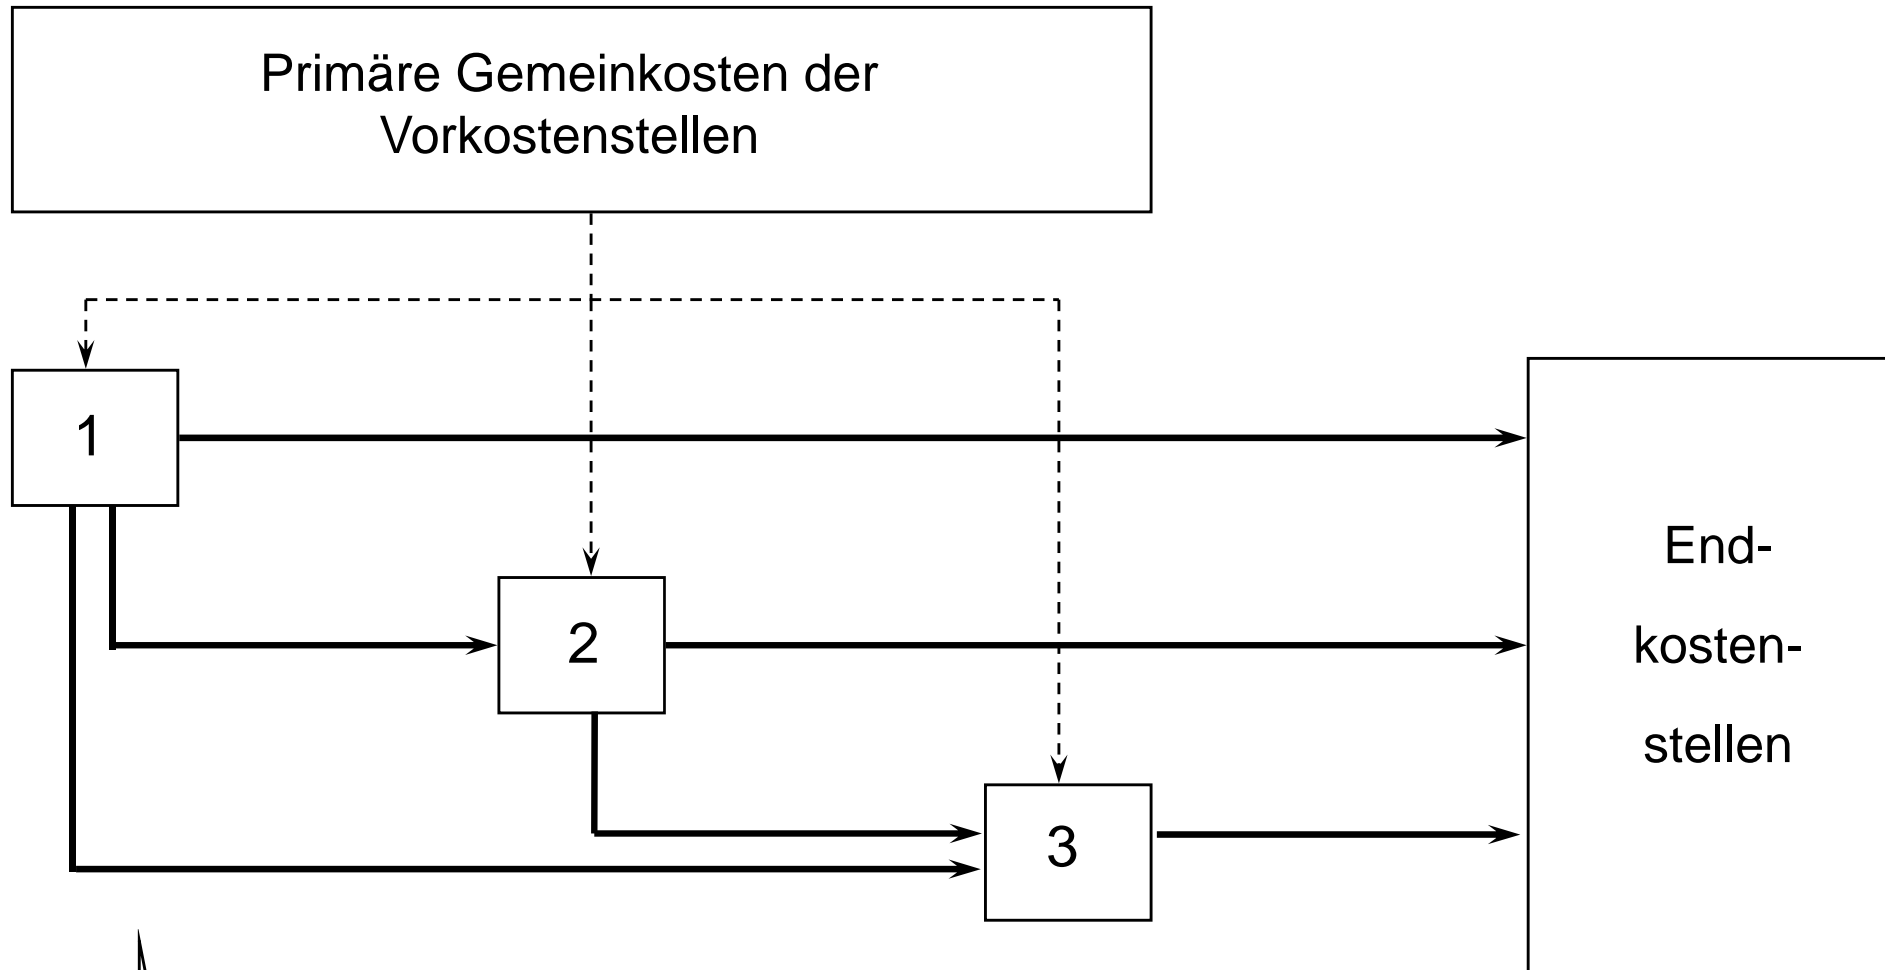 Primäre Gemeinkosten der
Vorkostenstellen
1
2
3
End-
kosten-
stellen